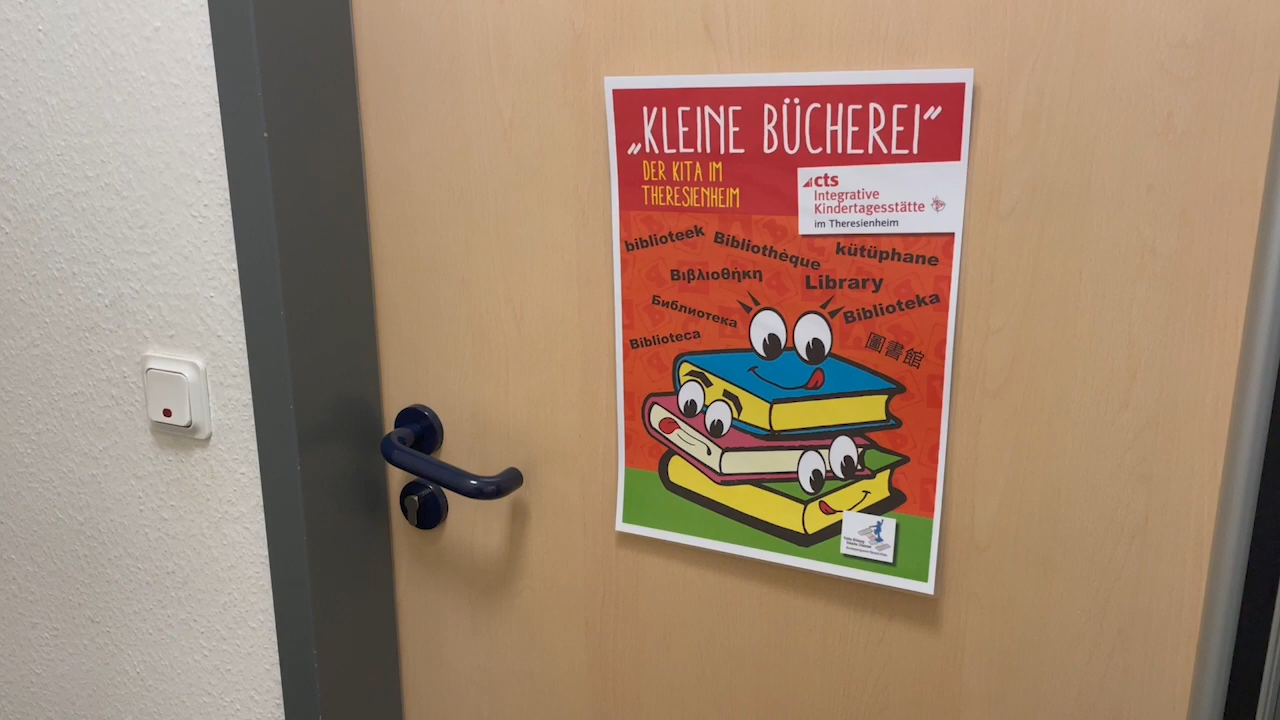 „KLEINE BÜCHEREI“
DER KITA IM
THERESIENHEIM
cts
Integrative
Kindertagesstätte
im Theresienheim
biblioteek
Bibliothèque
kütüphane
Βιβλιοθήκη
Library
Библиотека
Biblioteka
Biblioteca
圖書館